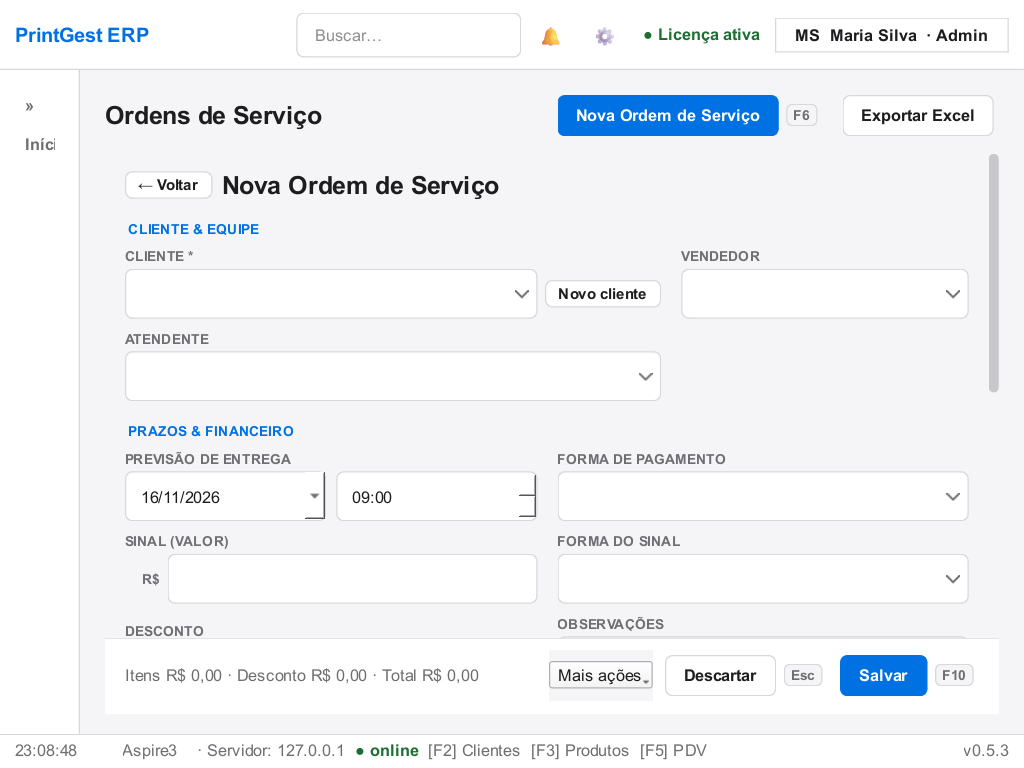 PrintGest ERP
Buscar...
● Licença ativa
MS Maria Silva · Admin
»
Iníci
Ordens de Serviço
Nova Ordem de Serviço
F6
Exportar Excel
← Voltar
Nova Ordem de Serviço
CLIENTE & EQUIPE
CLIENTE *
VENDEDOR
Novo cliente
ATENDENTE
PRAZOS & FINANCEIRO
PREVISÃO DE ENTREGA
FORMA DE PAGAMENTO
16/11/2026
09:00
SINAL (VALOR)
FORMA DO SINAL
R$
DESCONTO
OBSERVAÇÕES
Itens R$ 0,00 · Desconto R$ 0,00 · Total R$ 0,00
Mais ações
Descartar
Esc
Salvar
F10
23:08:48 Aspire3 · Servidor: 127.0.0.1 ● online [F2] Clientes [F3] Produtos [F5] PDV v0.5.3